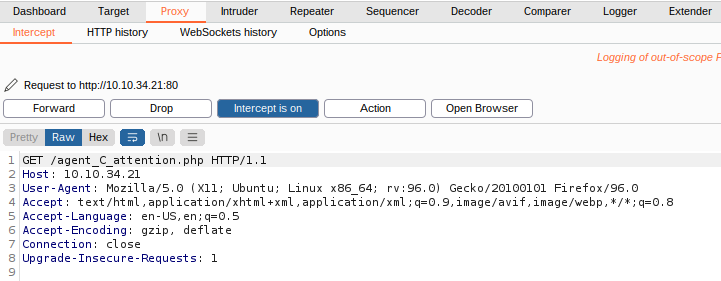 Dashboard Target Proxy Intruder Repeater Sequencer Decoder Comparer Logger Extender
Intercept HTTP history WebSockets history Options
Logging of out-of-scope
Request to http://10.10.34.21:80
Forward Drop Intercept is on Action Open Browser
Pretty Raw Hex \n
1 GET /agent_C_attention.php HTTP/1.1
2 Host: 10.10.34.21
3 User-Agent: Mozilla/5.0 (X11; Ubuntu; Linux x86_64; rv:96.0) Gecko/20100101 Firefox/96.0
4 Accept: text/html,application/xhtml+xml,application/xml;q=0.9,image/avif,image/webp,*/*;q=0.8
5 Accept-Language: en-US,en;q=0.5
6 Accept-Encoding: gzip, deflate
7 Connection: close
8 Upgrade-Insecure-Requests: 1
9